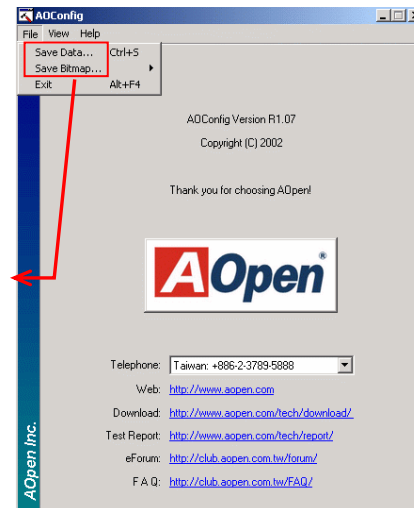 AOConfig
File View Help
Save Data... Ctrl+S
Save Bitmap...
Exit Alt+F4
AOConfig Version R1.07
Copyright (C) 2002
Thank you for choosing AOpen!
AOpen®
Telephone: Taiwan: +886-2-3789-5888
Web: http://www.aopen.com
Download: http://www.aopen.com/tech/download/
Test Report: http://www.aopen.com/tech/report/
eForum: http://club.aopen.com.tw/forum/
F A Q: http://club.aopen.com.tw/FAQ/
AOpen Inc.